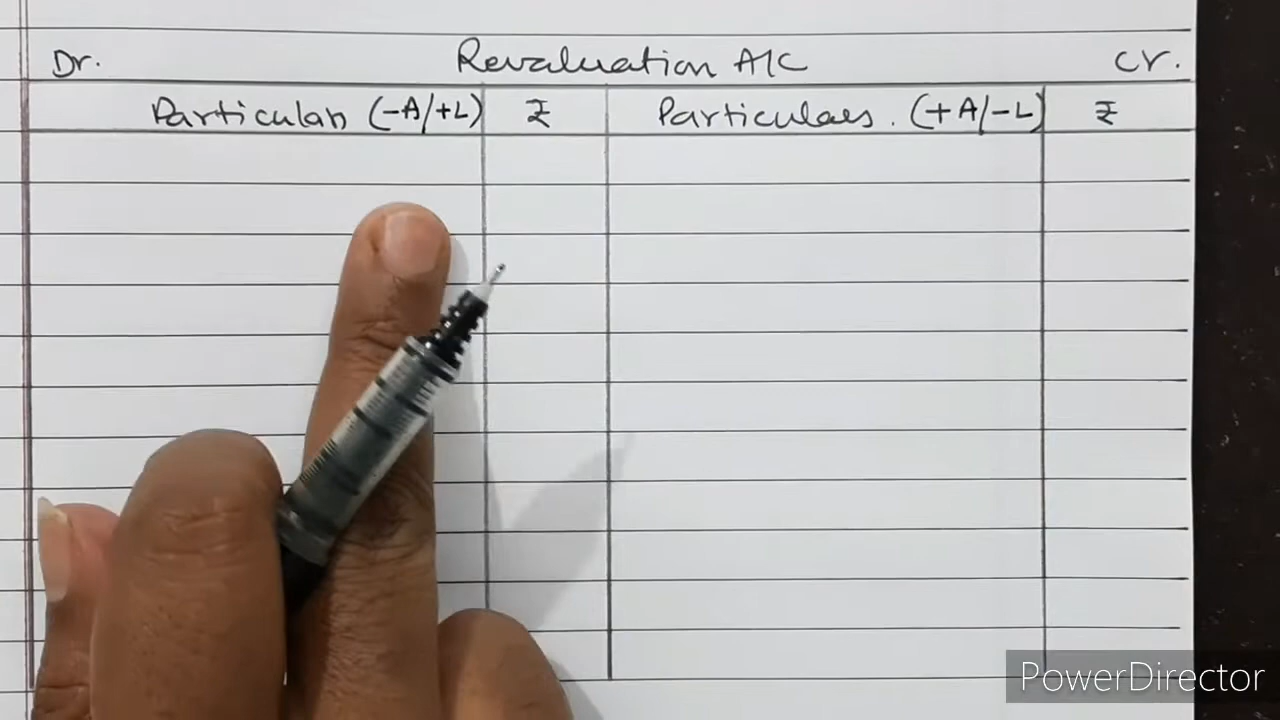 Dr. Revaluation A/C Cr.
Particulars (-A/+L) ₹ Particulars. (+A/-L) ₹
PowerDirector